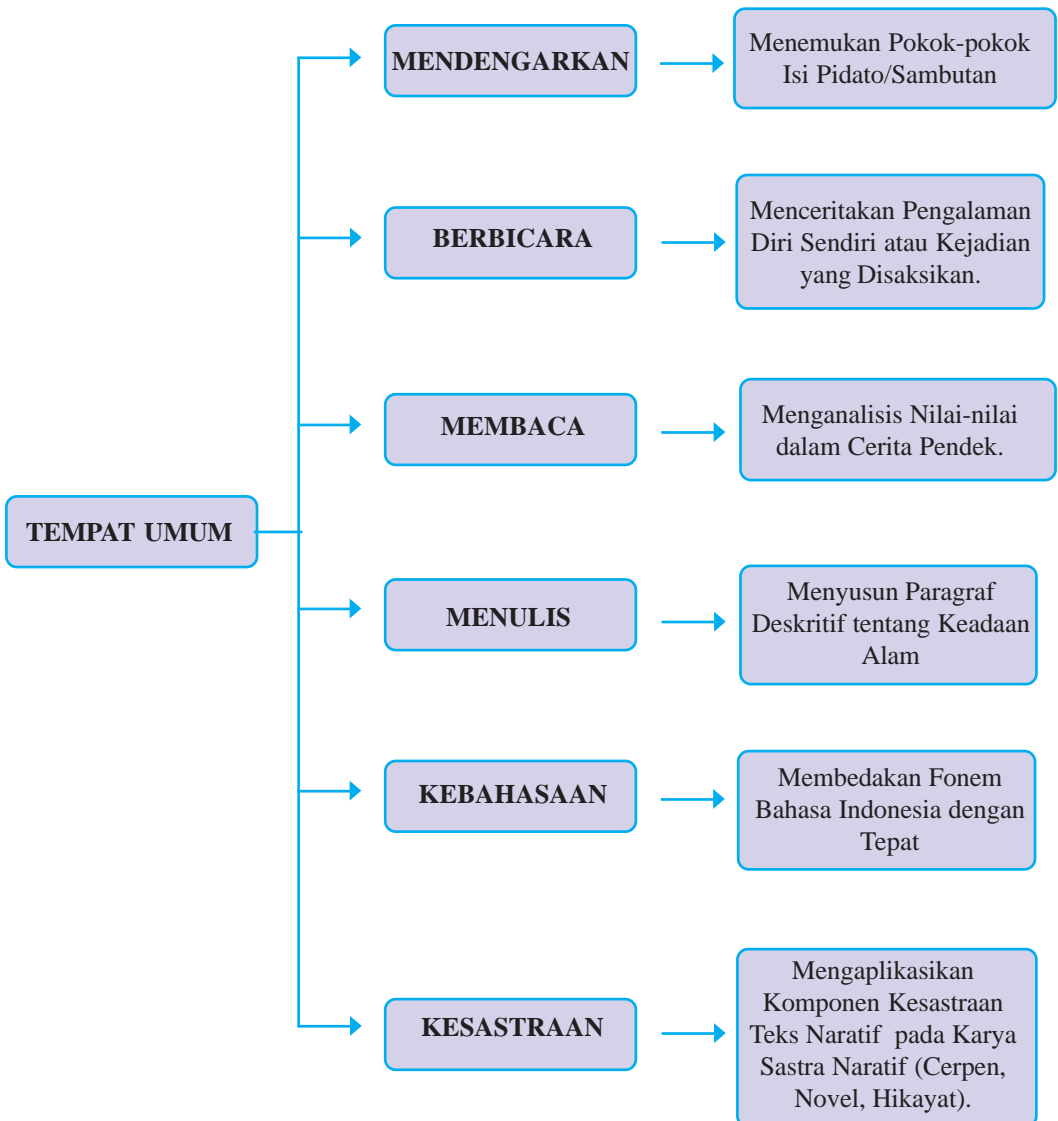 MENDENGARKAN
Menemukan Pokok-pokok
Isi Pidato/Sambutan
BERBICARA
Menceritakan Pengalaman
Diri Sendiri atau Kejadian
yang Disaksikan.
MEMBACA
Menganalisis Nilai-nilai
dalam Cerita Pendek.
TEMPAT UMUM
MENULIS
Menyusun Paragraf
Deskritif tentang Keadaan
Alam
KEBAHASAAN
Membedakan Fonem
Bahasa Indonesia dengan
Tepat
KESASTRAAN
Mengaplikasikan
Komponen Kesastraan
Teks Naratif pada Karya
Sastra Naratif (Cerpen,
Novel, Hikayat).